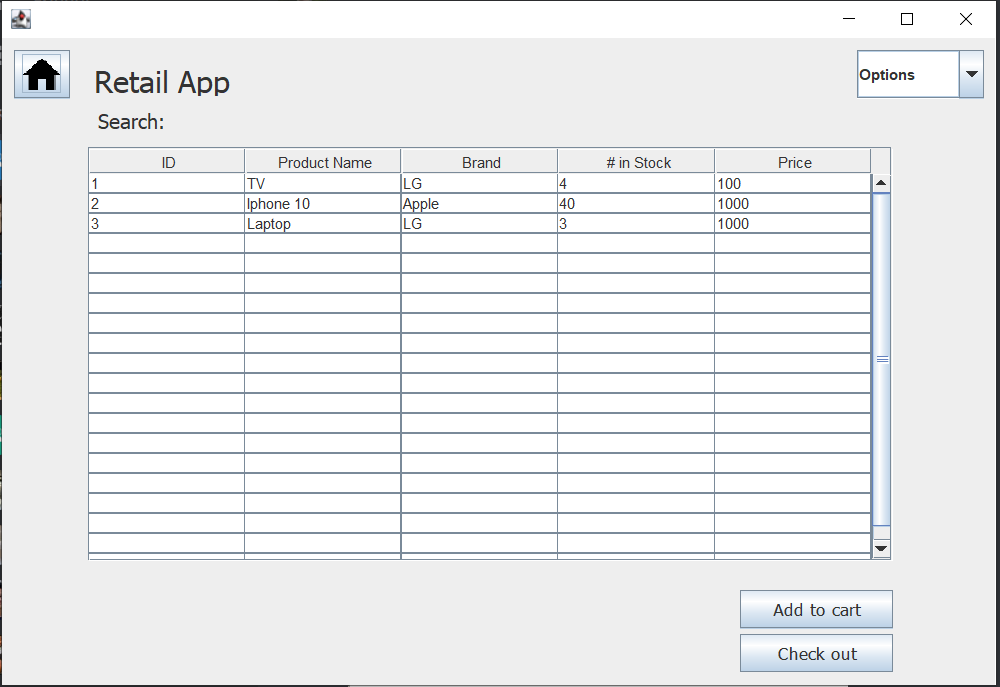 Retail App
Options
Search:
ID Product Name Brand # in Stock Price
1 TV LG 4 100
2 Iphone 10 Apple 40 1000
3 Laptop LG 3 1000
Add to cart
Check out